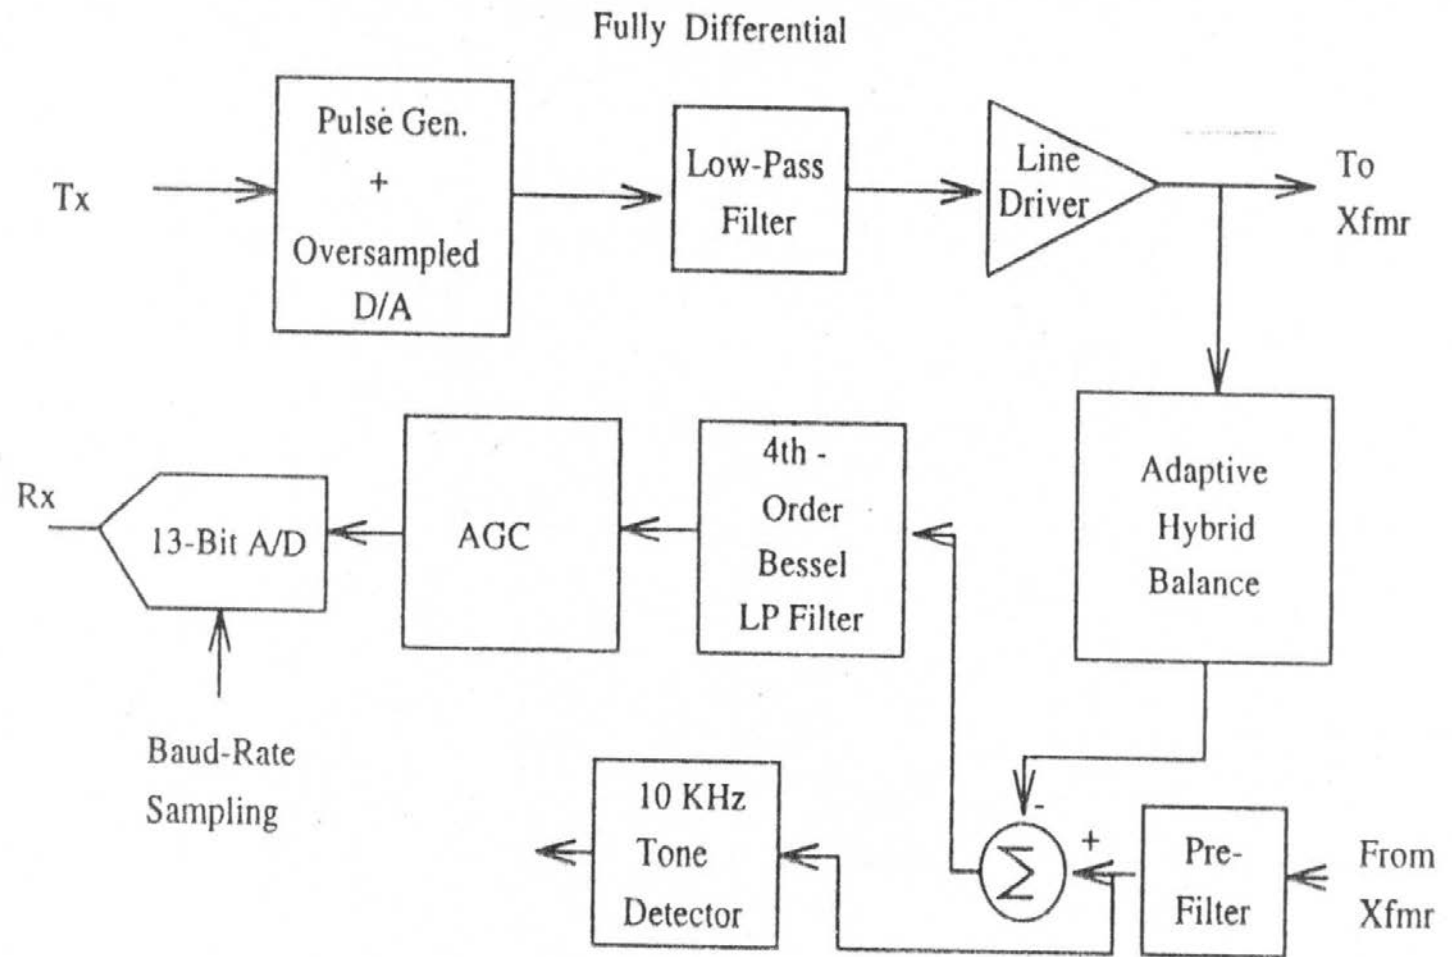 Fully Differential
Tx
Pulse Gen.
+
Oversampled
D/A
Low-Pass
Filter
Line
Driver
To
Xfmr
Adaptive
Hybrid
Balance
4th -
Order
Bessel
LP Filter
AGC
13-Bit A/D
Rx
Baud-Rate
Sampling
10 KHz
Tone
Detector
-
Σ
+
Pre-
Filter
From
Xfmr